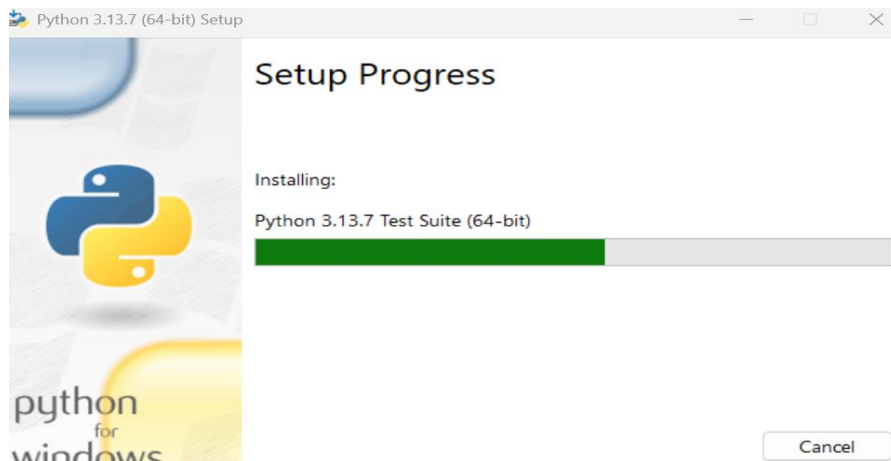 Python 3.13.7 (64-bit) Setup
Setup Progress
Installing:
Python 3.13.7 Test Suite (64-bit)
python
for
windows
Cancel